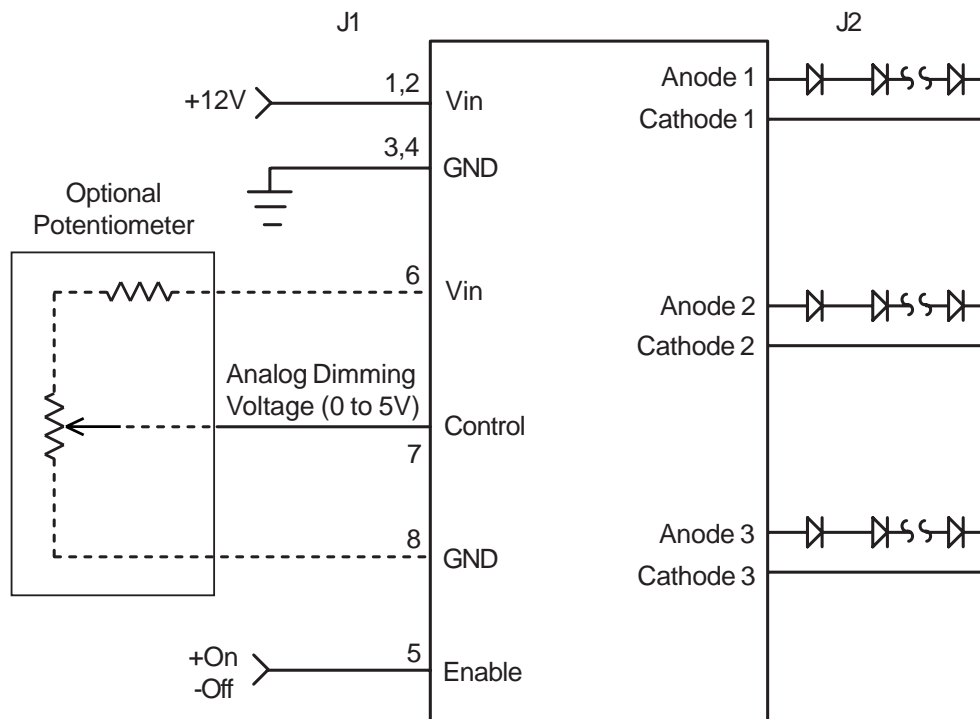 J1
J2
+12V
1,2
Vin
3,4
GND
Optional
Potentiometer
6
Vin
Analog Dimming
Voltage (0 to 5V)
Control
7
8
GND
+On
-Off
5
Enable
Anode 1
Cathode 1
Anode 2
Cathode 2
Anode 3
Cathode 3